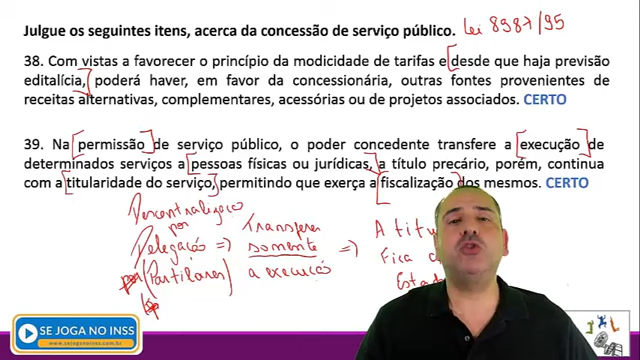 Julgue os seguintes itens, acerca da concessão de serviço público. Lei 8987/95
38. Com vistas a favorecer o princípio da modicidade de tarifas e desde que haja previsão
editalícia, poderá haver, em favor da concessionária, outras fontes provenientes de
receitas alternativas, complementares, acessórias ou de projetos associados. CERTO
39. Na permissão de serviço público, o poder concedente transfere a execução de
determinados serviços a pessoas físicas ou jurídicas, a título precário, porém, continua
com a titularidade do serviço, permitindo que exerça a fiscalização dos mesmos. CERTO
Descentralização
por
Delegação ⇒ Transfere ⇒ A titu
(Particulares) somente Fica
a execução Estad
SE JOGA NO INSS
www.sejoganoinss.com.br